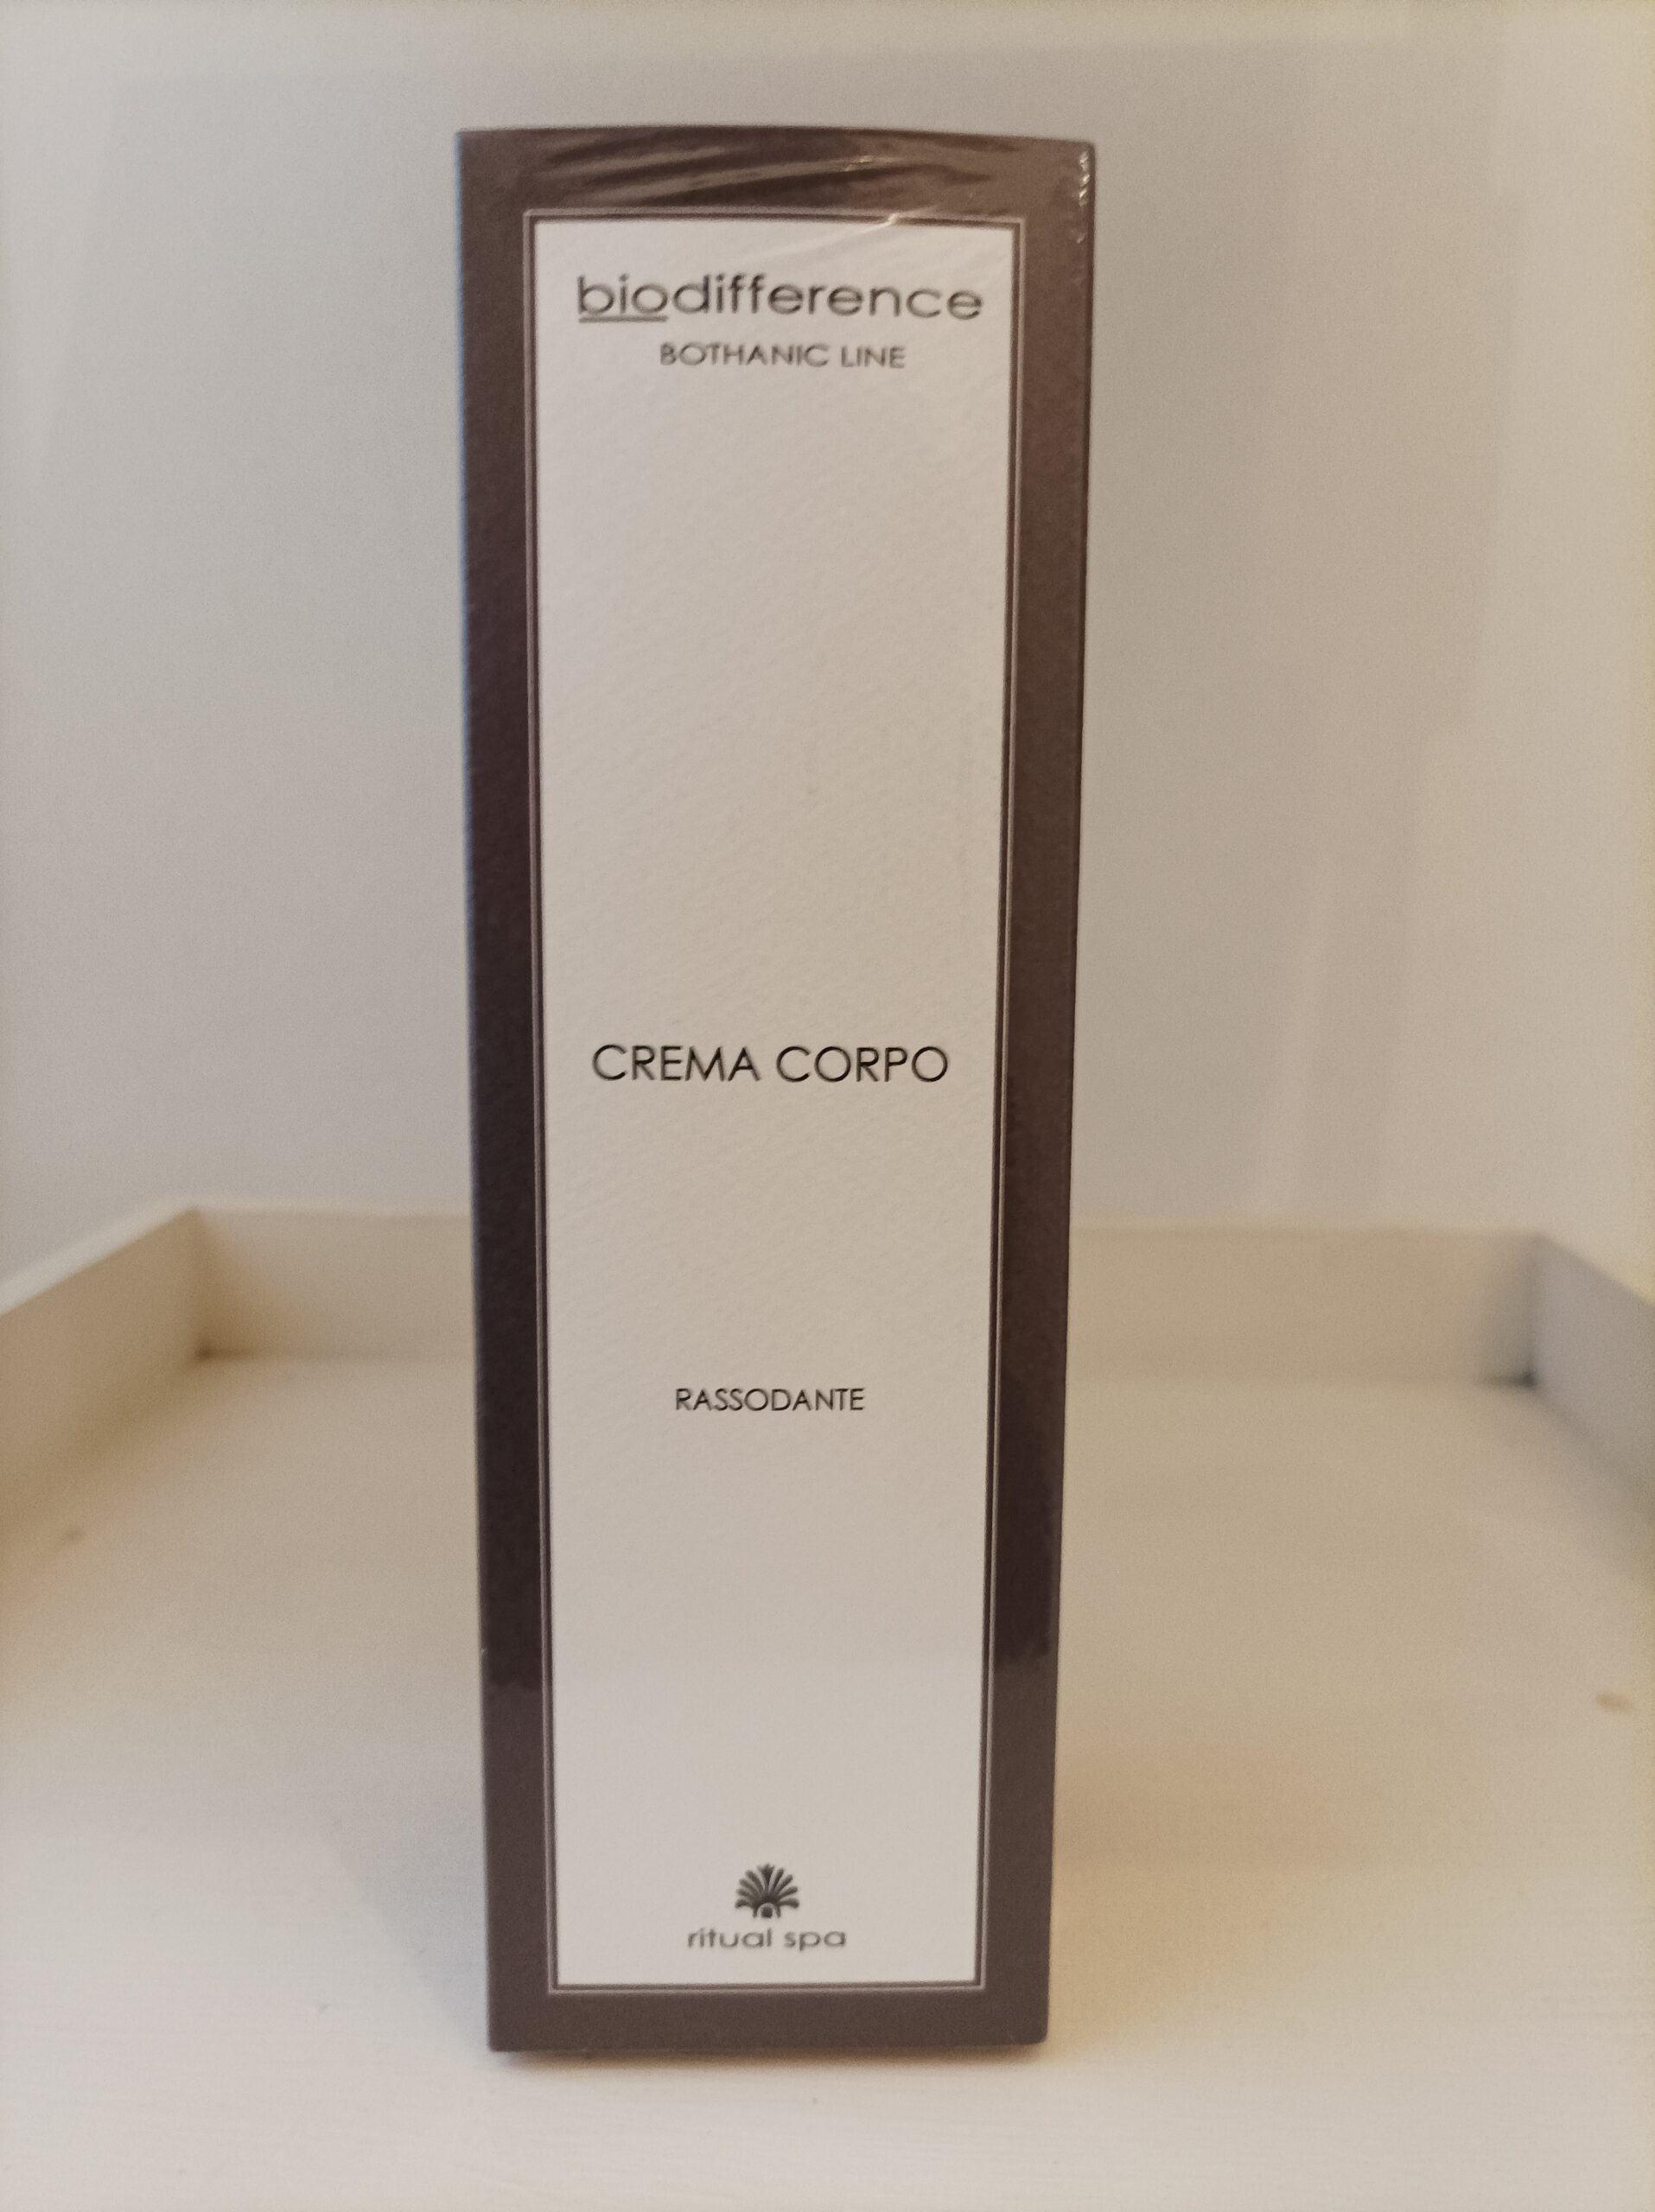 biodifference
BOTHANIC LINE
CREMA CORPO
RASSODANTE
ritual spa